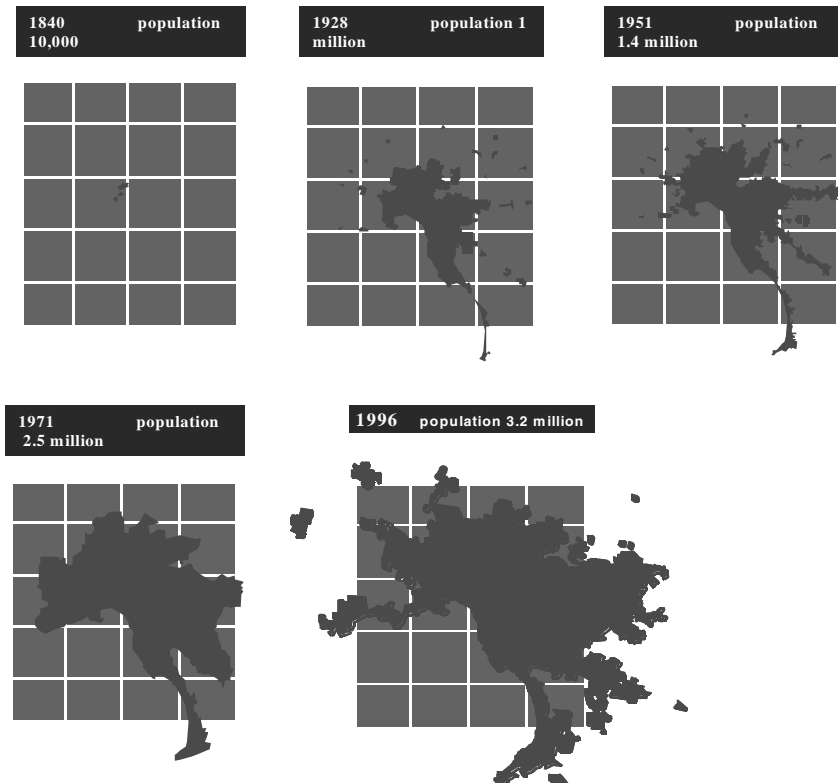 1840 population
10,000
1928 population 1
million
1951 population
1.4 million
1971 population
2.5 million
1996 population 3.2 million